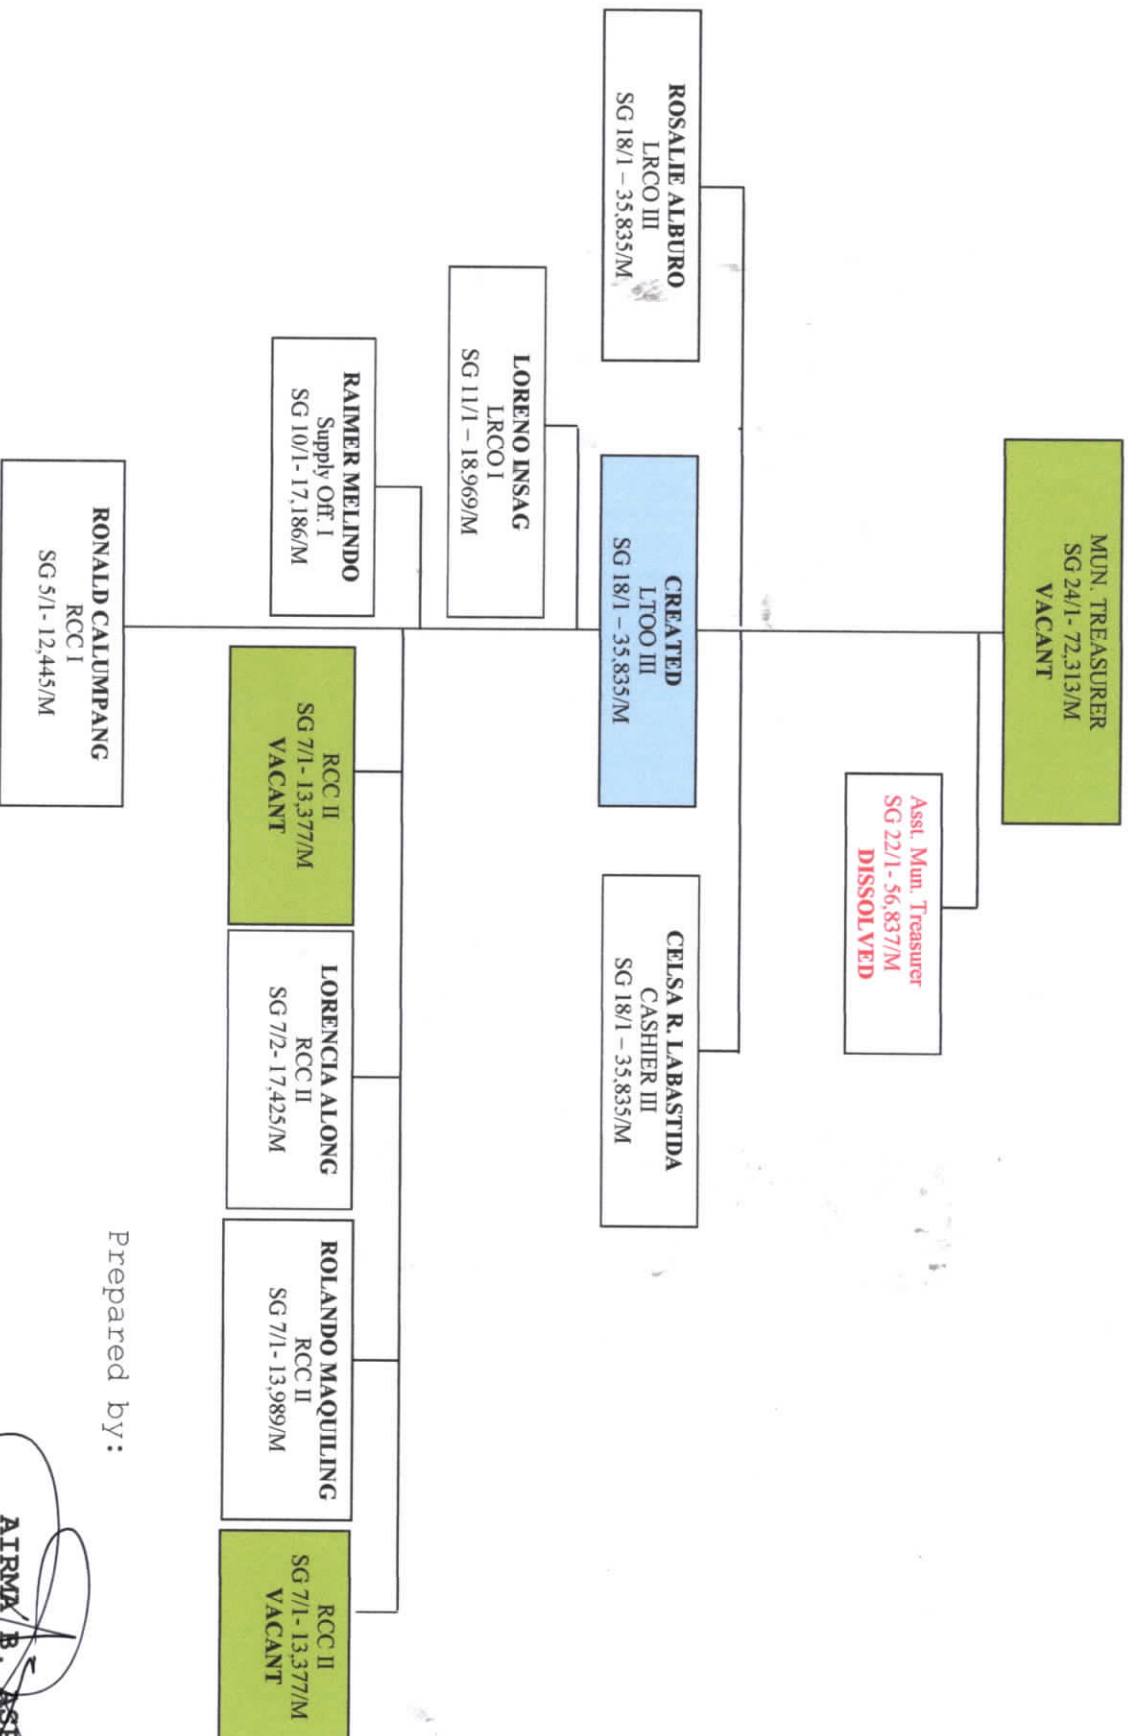 MUN. TREASURER
SG 24/1- 72,313/M
VACANT
Asst. Mun. Treasurer
SG 22/1- 56,837/M
DISSOLVED
ROSALIE ALBURO
LRCO III
SG 18/1 – 35,835/M
CREATED
LTOO III
SG 18/1 – 35,835/M
CELSA R. LABASTIDA
CASHIER III
SG 18/1 – 35,835/M
LORENO INSAG
LRCO I
SG 11/1 – 18,969/M
RAIMER MELINDO
Supply Off. I
SG 10/1- 17,186/M
RCC II
SG 7/1- 13,377/M
VACANT
LORENCIA ALONG
RCC II
SG 7/2- 17,425/M
ROLANDO MAQUILING
RCC II
SG 7/1- 13,989/M
RCC II
SG 7/1- 13,377/M
VACANT
RONALD CALUMPANG
RCC I
SG 5/1- 12,445/M
Prepared by:
AIRMA B.